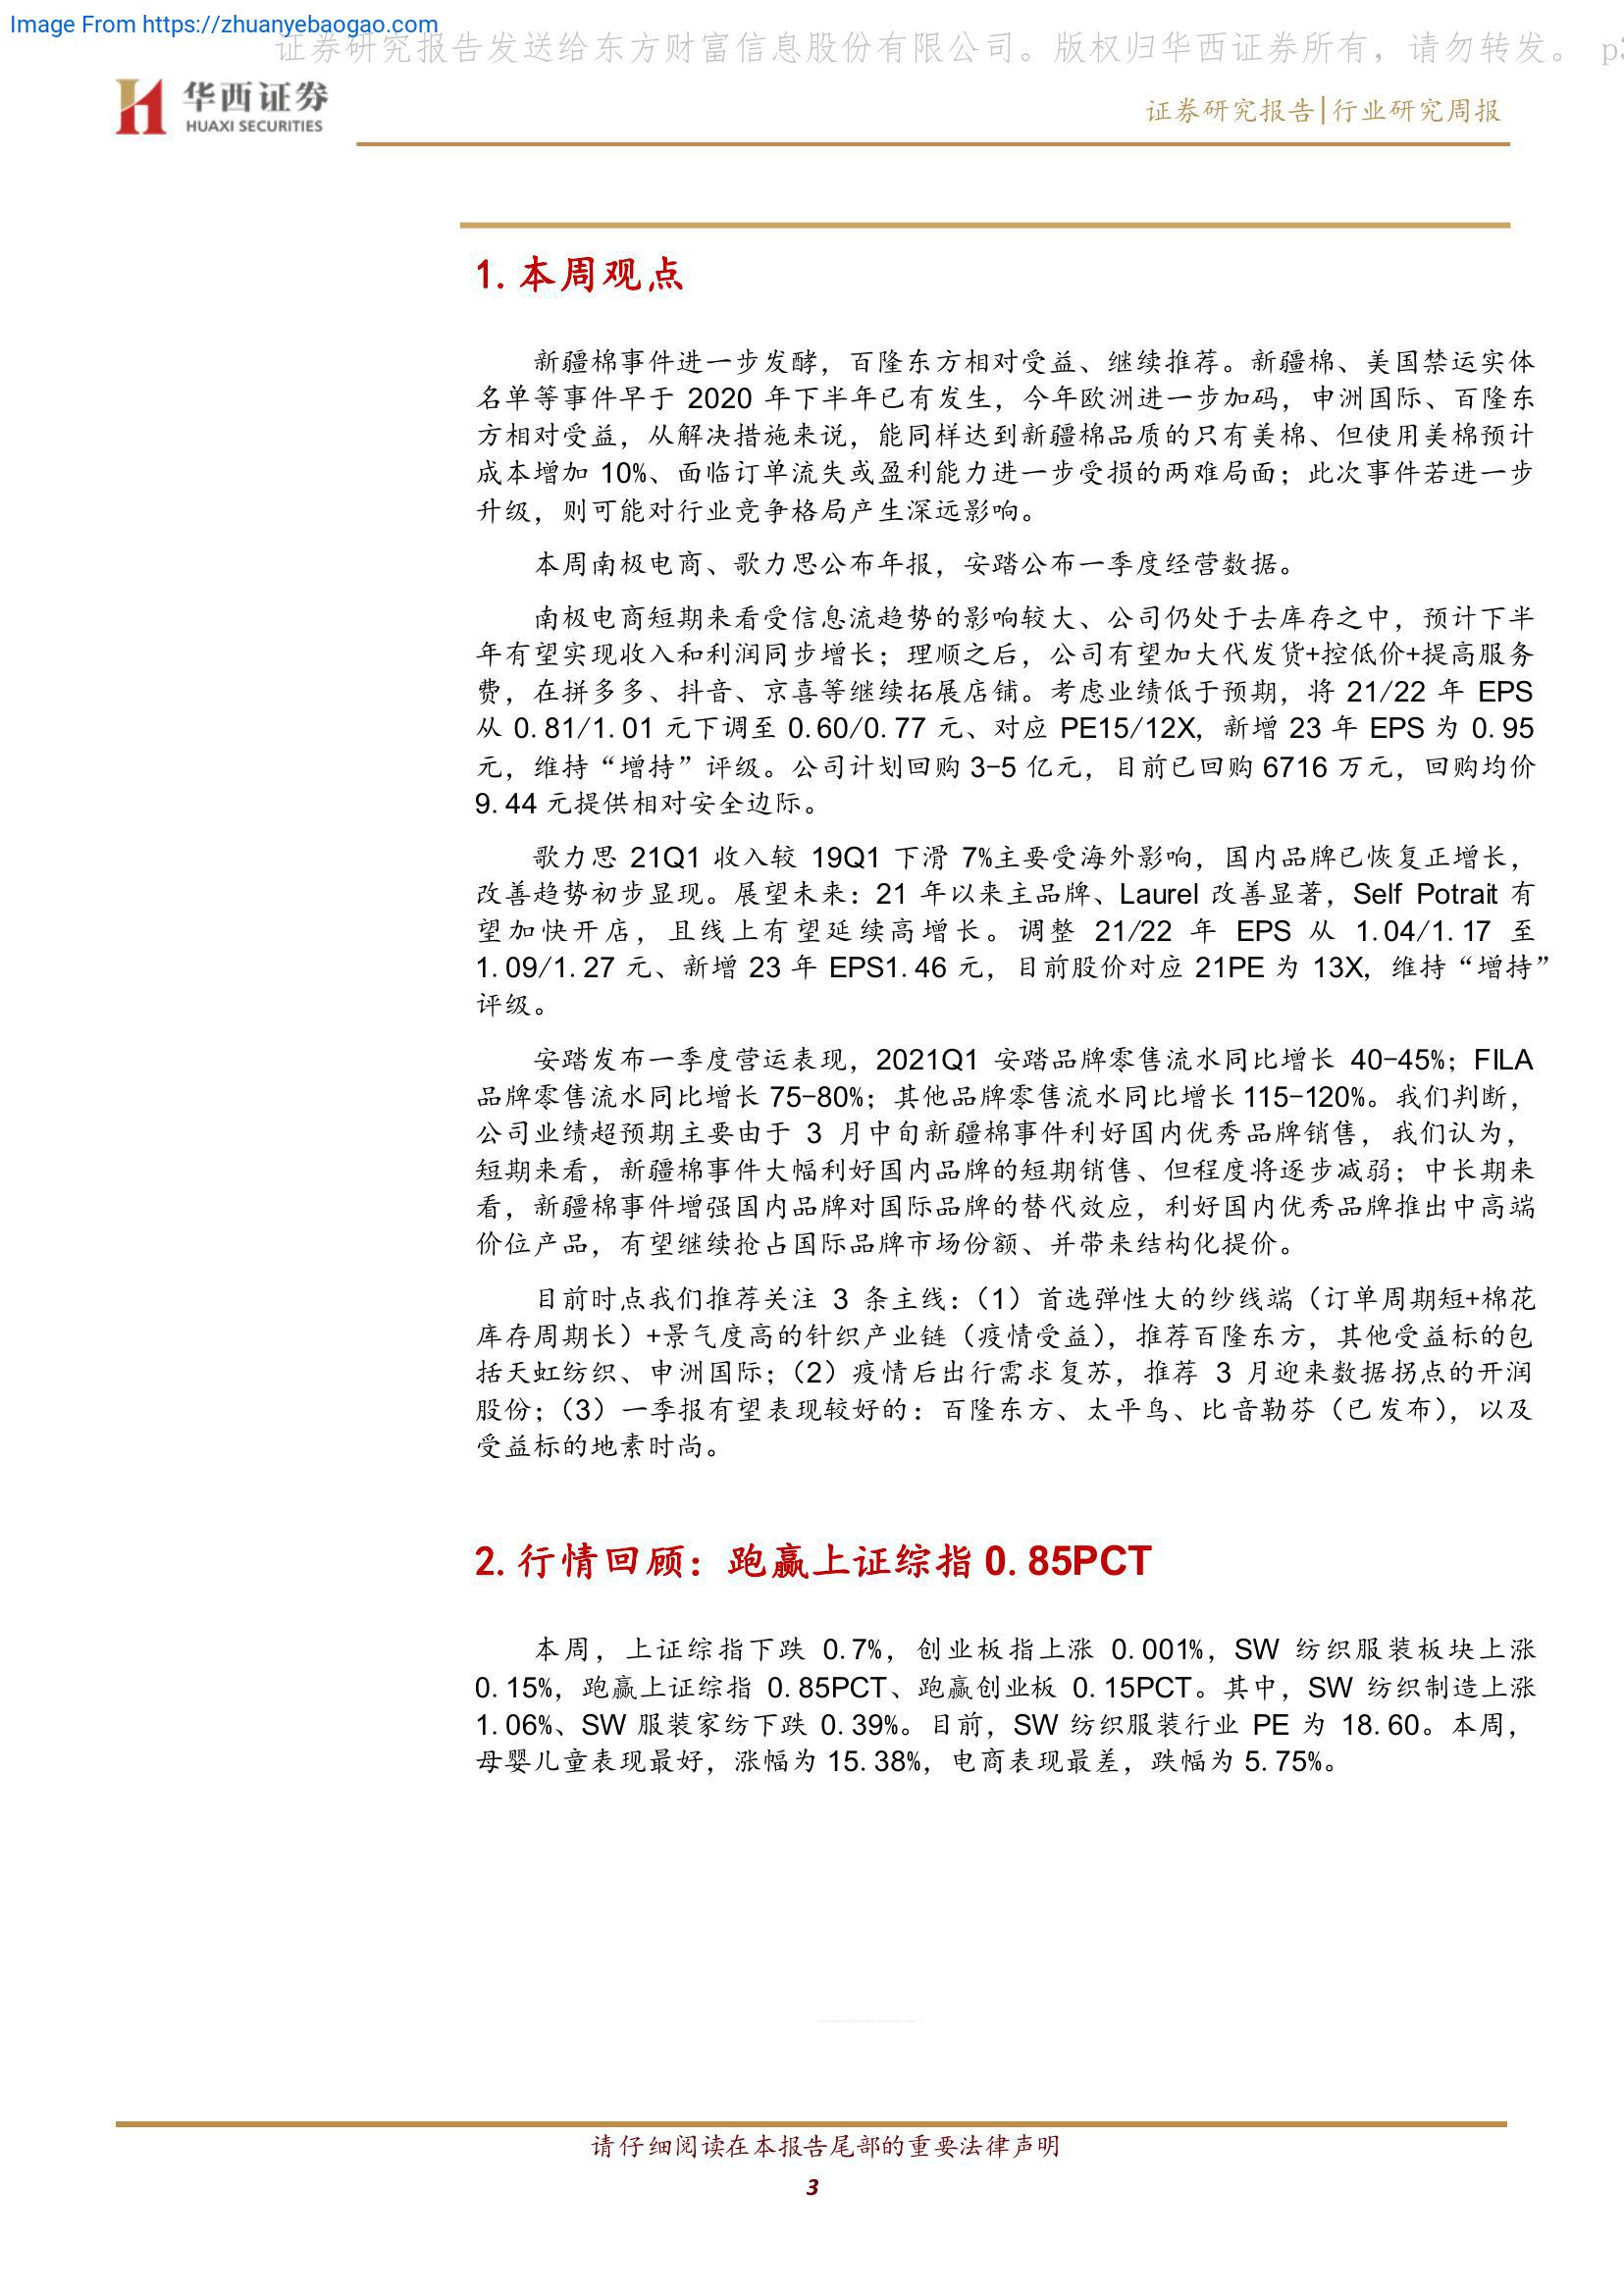 Image From https://zhuanyebaogao.com
证券研究报告发送给东方财富信息股份有限公司。版权归华西证券所有，请勿转发。 p3
华西证券
HUAXI SECURITIES
证券研究报告|行业研究周报
1. 本周观点
新疆棉事件进一步发酵，百隆东方相对受益、继续推荐。新疆棉、美国禁运实体
名单等事件早于 2020 年下半年已有发生，今年欧洲进一步加码，申洲国际、百隆东
方相对受益，从解决措施来说，能同样达到新疆棉品质的只有美棉、但使用美棉预计
成本增加 10%、面临订单流失或盈利能力进一步受损的两难局面；此次事件若进一步
升级，则可能对行业竞争格局产生深远影响。
本周南极电商、歌力思公布年报，安踏公布一季度经营数据。
南极电商短期来看受信息流趋势的影响较大、公司仍处于去库存之中，预计下半
年有望实现收入和利润同步增长；理顺之后，公司有望加大代发货+控低价+提高服务
费，在拼多多、抖音、京喜等继续拓展店铺。考虑业绩低于预期，将 21/22 年 EPS
从 0.81/1.01 元下调至 0.60/0.77 元、对应 PE15/12X，新增 23 年 EPS 为 0.95
元，维持“增持”评级。公司计划回购 3-5 亿元，目前已回购 6716 万元，回购均价
9.44 元提供相对安全边际。
歌力思 21Q1 收入较 19Q1 下滑 7%主要受海外影响，国内品牌已恢复正增长，
改善趋势初步显现。展望未来：21 年以来主品牌、Laurel 改善显著，Self Potrait 有
望加快开店，且线上有望延续高增长。调整 21/22 年 EPS 从 1.04/1.17 至
1.09/1.27 元、新增 23 年 EPS1.46 元，目前股价对应 21PE 为 13X，维持“增持”
评级。
安踏发布一季度营运表现，2021Q1 安踏品牌零售流水同比增长 40-45%；FILA
品牌零售流水同比增长 75-80%；其他品牌零售流水同比增长 115-120%。我们判断，
公司业绩超预期主要由于 3 月中旬新疆棉事件利好国内优秀品牌销售，我们认为，
短期来看，新疆棉事件大幅利好国内品牌的短期销售、但程度将逐步减弱；中长期来
看，新疆棉事件增强国内品牌对国际品牌的替代效应，利好国内优秀品牌推出中高端
价位产品，有望继续抢占国际品牌市场份额、并带来结构化提价。
目前时点我们推荐关注 3 条主线：（1）首选弹性大的纱线端（订单周期短+棉花
库存周期长）+景气度高的针织产业链（疫情受益），推荐百隆东方，其他受益标的包
括天虹纺织、申洲国际；（2）疫情后出行需求复苏，推荐 3 月迎来数据拐点的开润
股份；（3）一季报有望表现较好的：百隆东方、太平鸟、比音勒芬（已发布），以及
受益标的地素时尚。
2. 行情回顾：跑赢上证综指 0.85PCT
本周，上证综指下跌 0.7%，创业板指上涨 0.001%，SW 纺织服装板块上涨
0.15%，跑赢上证综指 0.85PCT、跑赢创业板 0.15PCT。其中，SW 纺织制造上涨
1.06%、SW 服装家纺下跌 0.39%。目前，SW 纺织服装行业 PE 为 18.60。本周，
母婴儿童表现最好，涨幅为 15.38%，电商表现最差，跌幅为 5.75%。
请仔细阅读在本报告尾部的重要法律声明
3